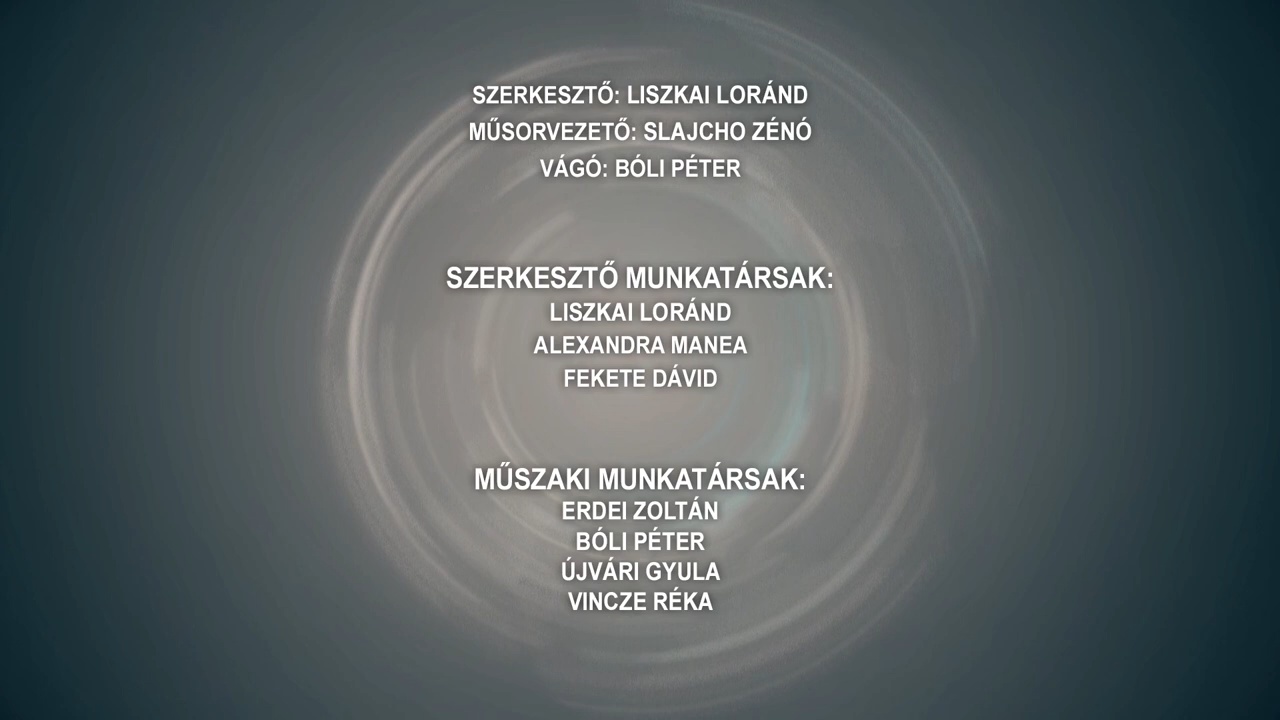 SZERKESZTŐ: LISZKAI LORÁND
MŰSORVEZETŐ: SLAJCHO ZÉNÓ
VÁGÓ: BÓLI PÉTER
SZERKESZTŐ MUNKATÁRSAK:
LISZKAI LORÁND
ALEXANDRA MANEA
FEKETE DÁVID
MŰSZAKI MUNKATÁRSAK:
ERDEI ZOLTÁN
BÓLI PÉTER
ÚJVÁRI GYULA
VINCZE RÉKA